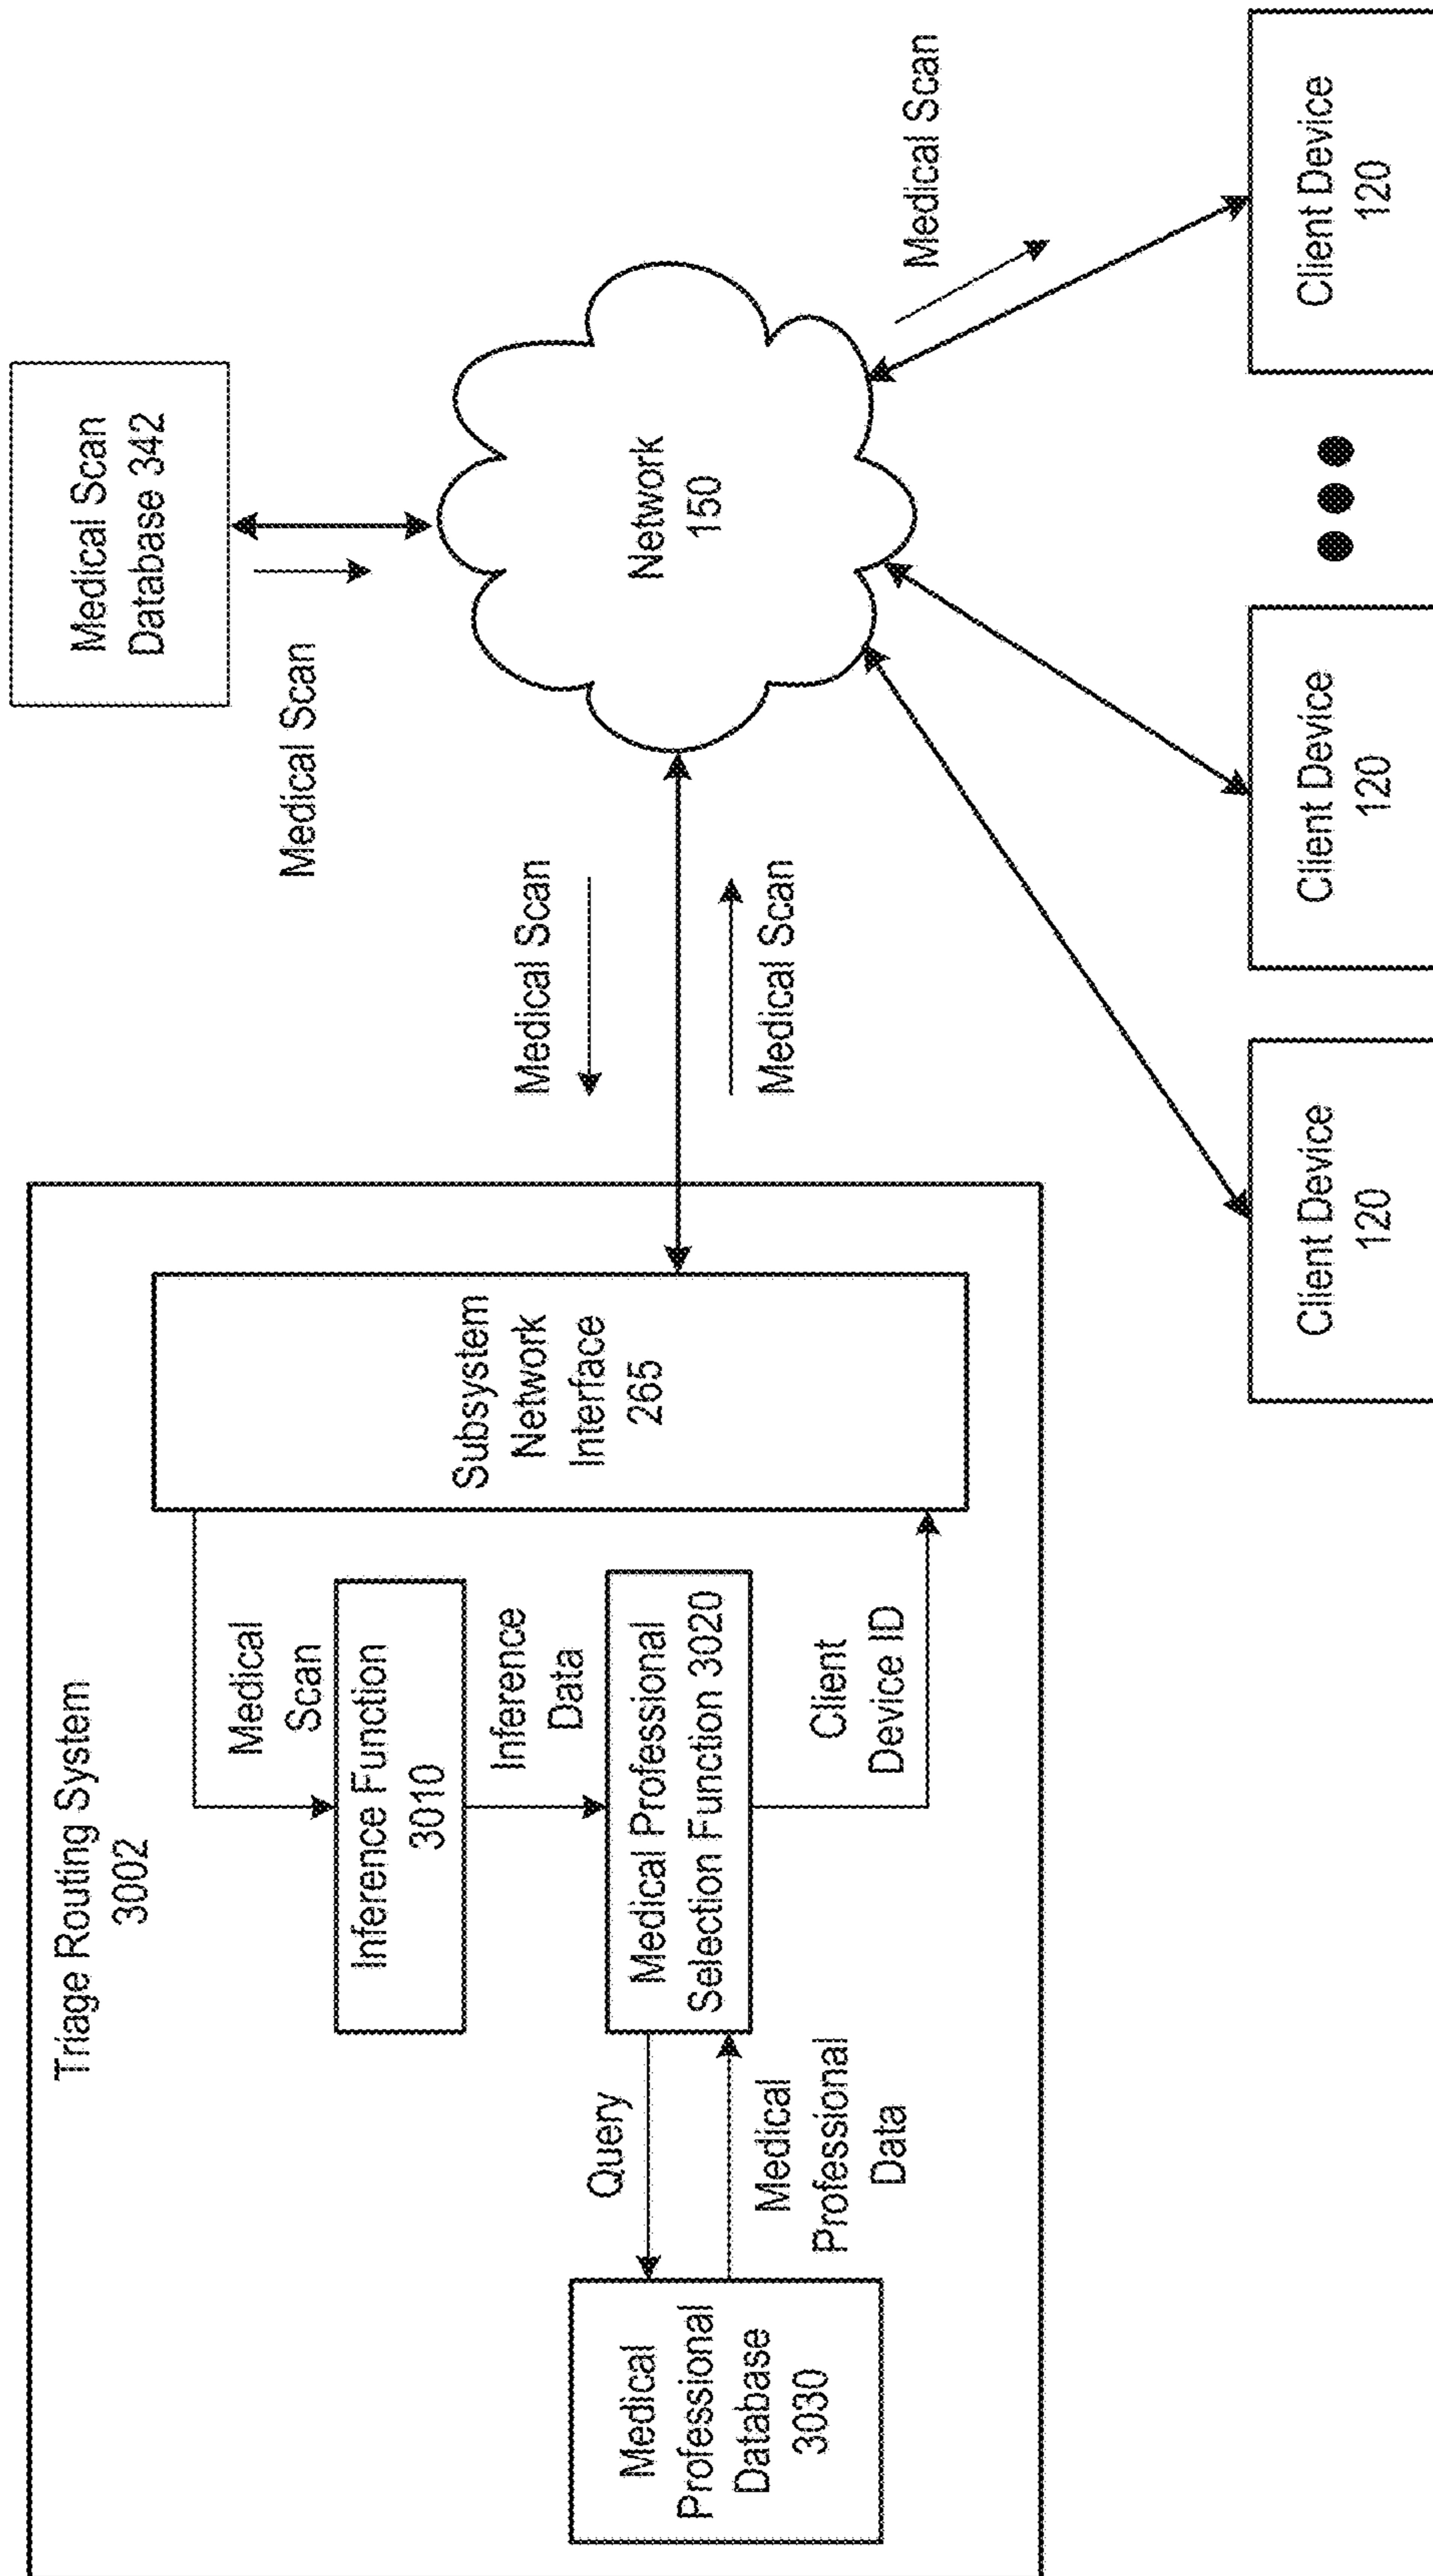 Triage Routing System
3002
Medical
Scan
Inference Function
3010
Inference
Data
Medical Professional
Selection Function 3020
Query
Medical
Professional
Data
Medical
Professional
Database
3030
Client
Device ID
Subsystem
Network
Interface
265
Medical Scan
Medical Scan
Medical Scan
Database 342
Medical Scan
Network
150
Medical Scan
Client Device
120
Client Device
120
Client Device
120